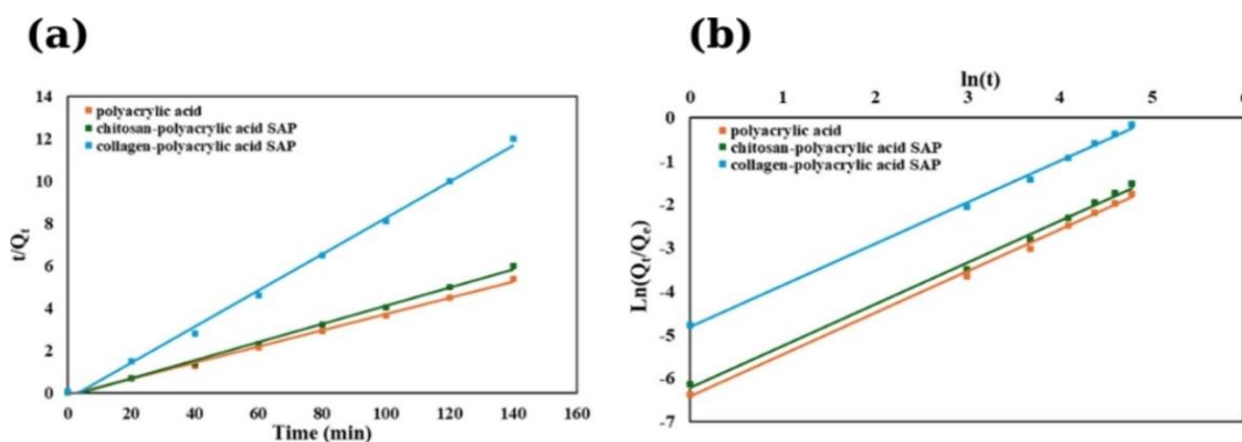 (a)
14
12
10
8
6
4
2
0
t/Qt
polyacrylic acid
chitosan-polyacrylic acid SAP
collagen-polyacrylic acid SAP
0 20 40 60 80 100 120 140 160
Time (min)
(b)
ln(t)
0 1 2 3 4 5 6
0
-1
-2
-3
-4
-5
-6
-7
Ln(Qt/Qe)
polyacrylic acid
chitosan-polyacrylic acid SAP
collagen-polyacrylic acid SAP